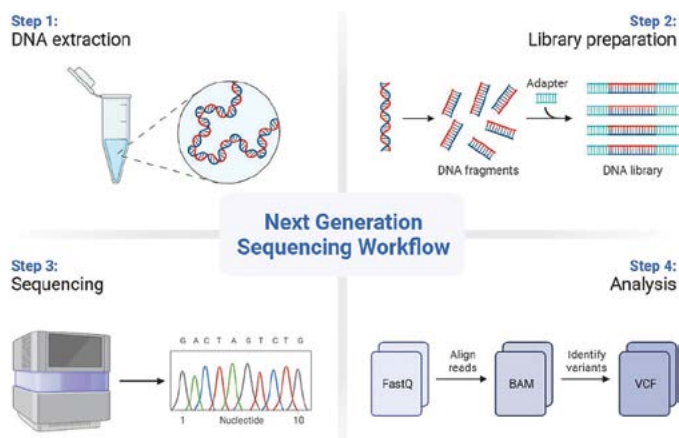 Step 1:
DNA extraction
Step 2:
Library preparation
Adapter
DNA fragments
DNA library
Next Generation
Sequencing Workflow
Step 3:
Sequencing
G A C T A G T C T G
1 Nucleotide 10
Step 4:
Analysis
FastQ
Align
reads
BAM
Identify
variants
VCF